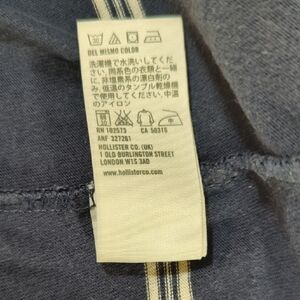 DEL MISMO COLOR
洗濯機で水洗いしてくださ
い。同系色の衣類と一緒
に。非塩素系の漂白剤のみ
。低温のタンブル乾燥機
で使用してください。中温
のアイロン
RN 102573 CA 50315
ANF 327261
HOLLISTER CO. (UK)
1 OLD BURLINGTON STREET
LONDON W1S 3AD
www.hollisterco.com